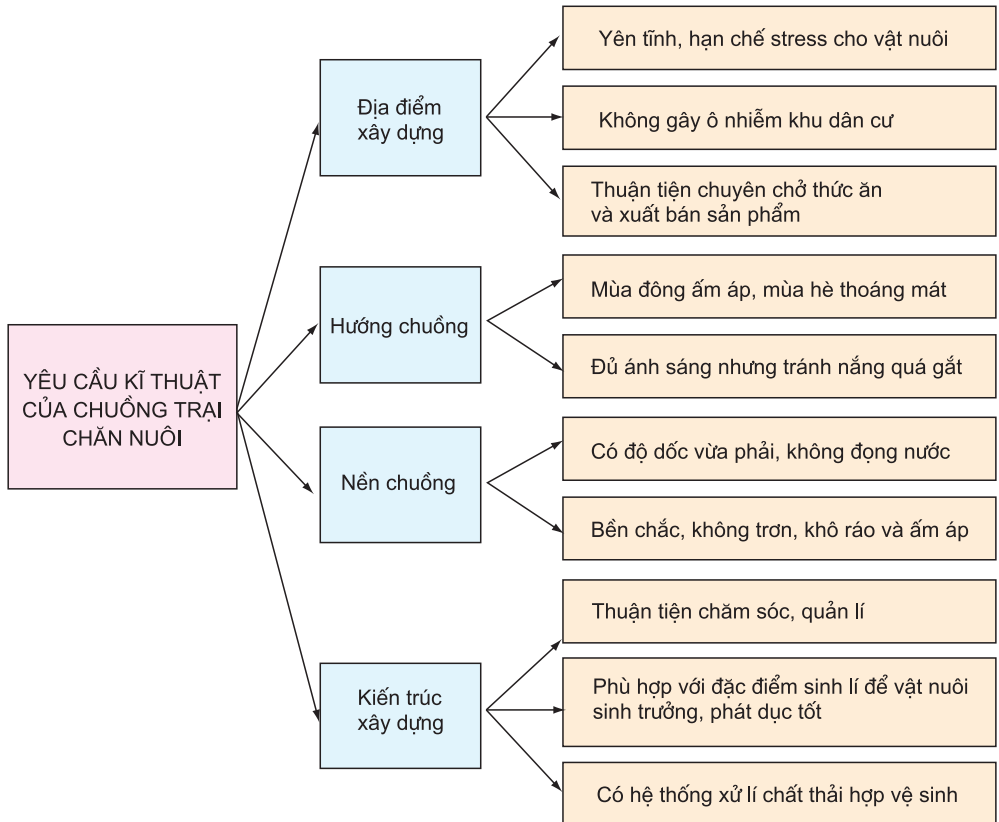 YÊU CẦU KĨ THUẬT
CỦA CHUỒNG TRẠI
CHĂN NUÔI
Địa điểm
xây dựng
Yên tĩnh, hạn chế stress cho vật nuôi
Không gây ô nhiễm khu dân cư
Thuận tiện chuyên chở thức ăn
và xuất bán sản phẩm
Hướng chuồng
Mùa đông ấm áp, mùa hè thoáng mát
Đủ ánh sáng nhưng tránh nắng quá gắt
Nền chuồng
Có độ dốc vừa phải, không đọng nước
Bền chắc, không trơn, khô ráo và ấm áp
Kiến trúc
xây dựng
Thuận tiện chăm sóc, quản lí
Phù hợp với đặc điểm sinh lí để vật nuôi
sinh trưởng, phát dục tốt
Có hệ thống xử lí chất thải hợp vệ sinh